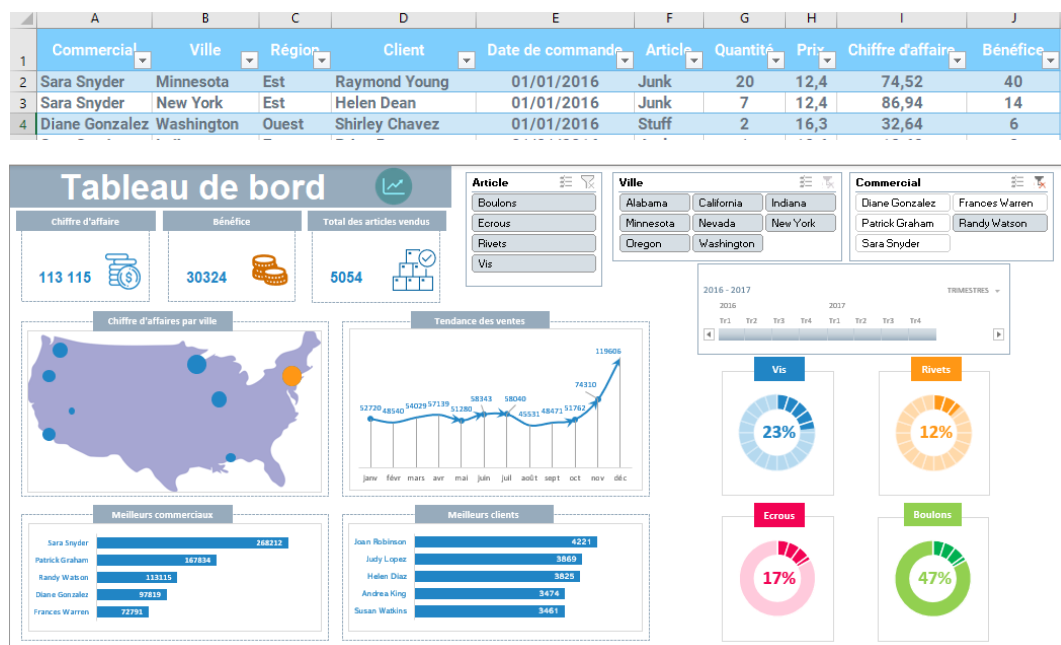 A B C D E F G H I J
1 Commercial Ville Région Client Date de commande Article Quantité Prix Chiffre d'affaire Bénéfice
2 Sara Snyder Minnesota Est Raymond Young 01/01/2016 Junk 20 12,4 74,52 40
3 Sara Snyder New York Est Helen Dean 01/01/2016 Junk 7 12,4 86,94 14
4 Diane Gonzalez Washington Ouest Shirley Chavez 01/01/2016 Stuff 2 16,3 32,64 6
Tableau de bord
Chiffre d'affaire Bénéfice Total des articles vendus
113 115 30324 5054
Article
Boulons
Ecrous
Rivets
Vis
Ville
Alabama California Indiana
Minnesota Nevada New York
Oregon Washington
Commercial
Diane Gonzalez Frances Warren
Patrick Graham Randy Watson
Sara Snyder
2016 - 2017 TRIMESTRES
2016 2017
Tr1 Tr2 Tr3 Tr4 Tr1 Tr2 Tr3 Tr4
Chiffre d'affaires par ville
Tendance des ventes
52720 48540 54029 57139 51280 58343 58040 45531 48471 51762 74310 119606
janv févr mars avr mai juin juil août sept oct nov déc
Vis
23%
Rivets
12%
Meilleurs commerciaux
Sara Snyder 268212
Patrick Graham 167834
Randy Watson 113115
Diane Gonzalez 97819
Frances Warren 72791
Meilleurs clients
Joan Robinson 4221
Judy Lopez 3869
Helen Diaz 3825
Andrea King 3474
Susan Watkins 3461
Ecrous
17%
Boulons
47%